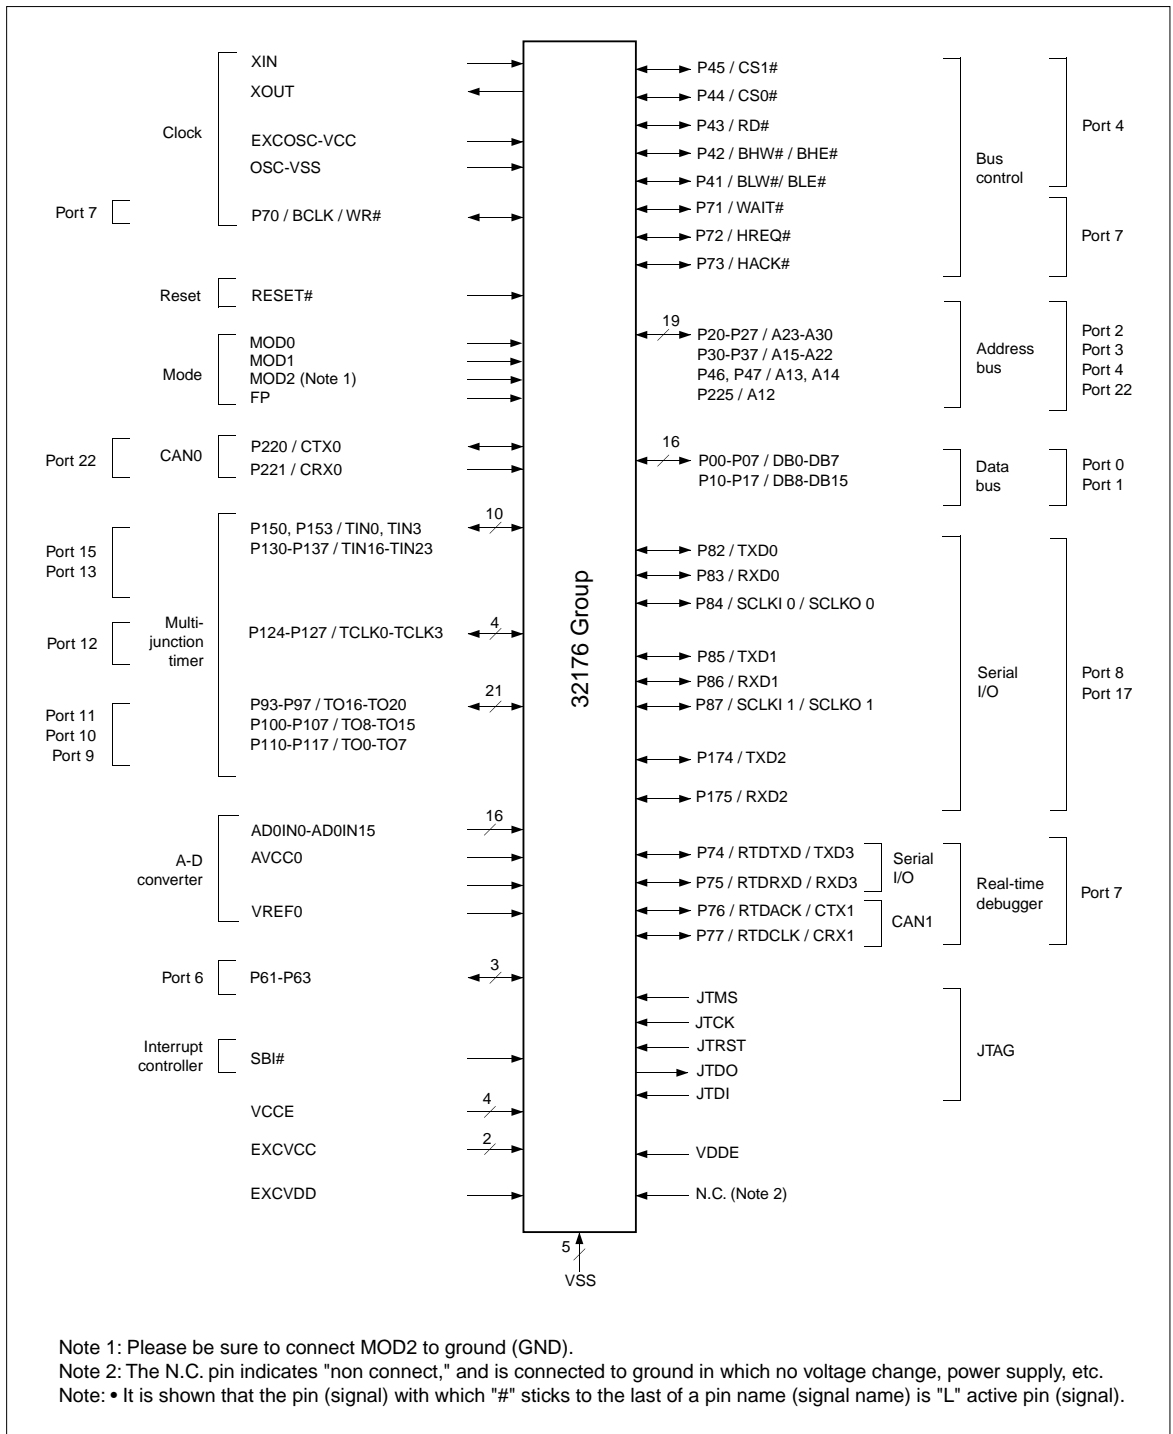 XIN
XOUT
Clock
EXCOSC-VCC
OSC-VSS
Port 7
P70 / BCLK / WR#
Reset
RESET#
Mode
MOD0
MOD1
MOD2 (Note 1)
FP
Port 22
CAN0
P220 / CTX0
P221 / CRX0
10
P150, P153 / TIN0, TIN3
P130-P137 / TIN16-TIN23
Port 15
Port 13
Multi-
junction
timer
Port 12
P124-P127 / TCLK0-TCLK3
4
21
P93-P97 / TO16-TO20
P100-P107 / TO8-TO15
P110-P117 / TO0-TO7
Port 11
Port 10
Port 9
16
AD0IN0-AD0IN15
A-D
converter
AVCC0
VREF0
Port 6
P61-P63
3
Interrupt
controller
SBI#
VCCE
4
EXCVCC
2
EXCVDD
32176 Group
5
VSS
P45 / CS1#
P44 / CS0#
P43 / RD#
P42 / BHW# / BHE#
P41 / BLW#/ BLE#
P71 / WAIT#
P72 / HREQ#
P73 / HACK#
Bus
control
Port 4
Port 7
19
P20-P27 / A23-A30
P30-P37 / A15-A22
P46, P47 / A13, A14
P225 / A12
Address
bus
Port 2
Port 3
Port 4
Port 22
16
P00-P07 / DB0-DB7
P10-P17 / DB8-DB15
Data
bus
Port 0
Port 1
P82 / TXD0
P83 / RXD0
P84 / SCLKI 0 / SCLKO 0
P85 / TXD1
P86 / RXD1
P87 / SCLKI 1 / SCLKO 1
P174 / TXD2
P175 / RXD2
Serial
I/O
Port 8
Port 17
P74 / RTDTXD / TXD3
P75 / RTDRXD / RXD3
P76 / RTDACK / CTX1
P77 / RTDCLK / CRX1
Serial
I/O
CAN1
Real-time
debugger
Port 7
JTMS
JTCK
JTRST
JTDO
JTDI
JTAG
VDDE
N.C. (Note 2)
Note 1: Please be sure to connect MOD2 to ground (GND).
Note 2: The N.C. pin indicates "non connect," and is connected to ground in which no voltage change, power supply, etc.
Note: • It is shown that the pin (signal) with which "#" sticks to the last of a pin name (signal name) is "L" active pin (signal).